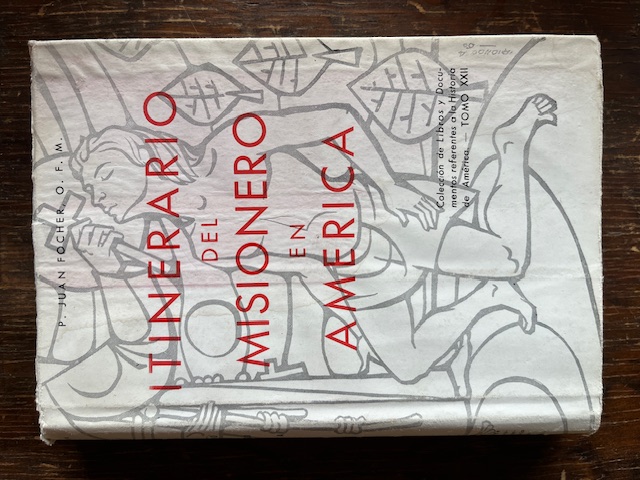 P. JUAN FOCHER, O. F. M.
ITINERARIO
DEL
MISIONERO
EN
AMERICA
Colección de Libros y Docu-
mentos referentes a la Historia
de América. — TOMO XXII